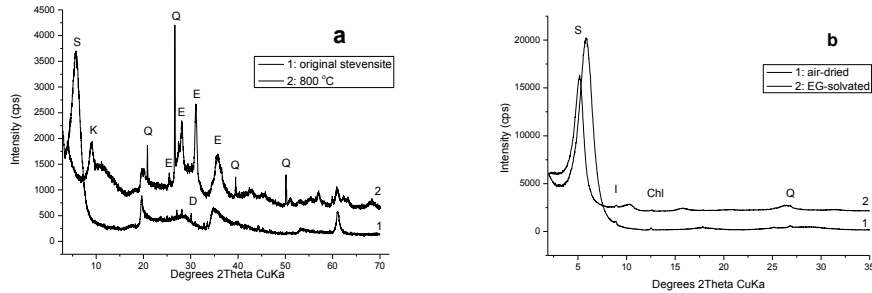 a
Intensity (cps)
4500
4000
3500
3000
2500
2000
1500
1000
500
0
S
K
Q
Q
E
E
E
E
Q
Q
D
2
1
1: original stevensite
2: 800 °C
10 20 30 40 50 60 70
Degrees 2Theta CuKa
b
Intensity (cps)
20000
15000
10000
5000
0
S
I
Chl
Q
2
1
1: air-dried
2: EG-solvated
5 10 15 20 25 30 35
Degrees 2Theta CuKa